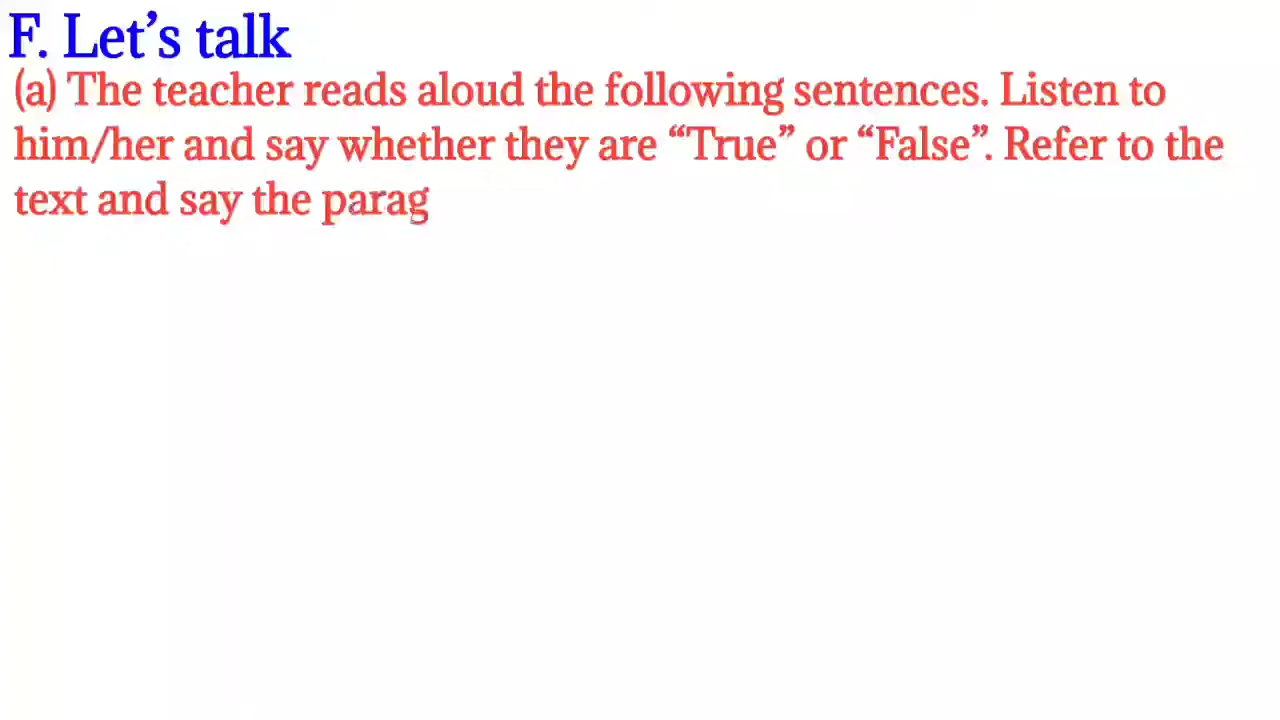 F. Let’s talk
(a) The teacher reads aloud the following sentences. Listen to
him/her and say whether they are “True” or “False”. Refer to the
text and say the parag